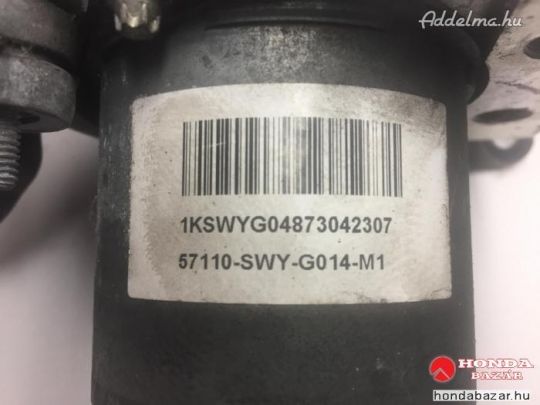 Addelma.hu
1KSWYG04873042307
57110-SWY-G014-M1
HONDA
BAZÁR
hondabazar.hu